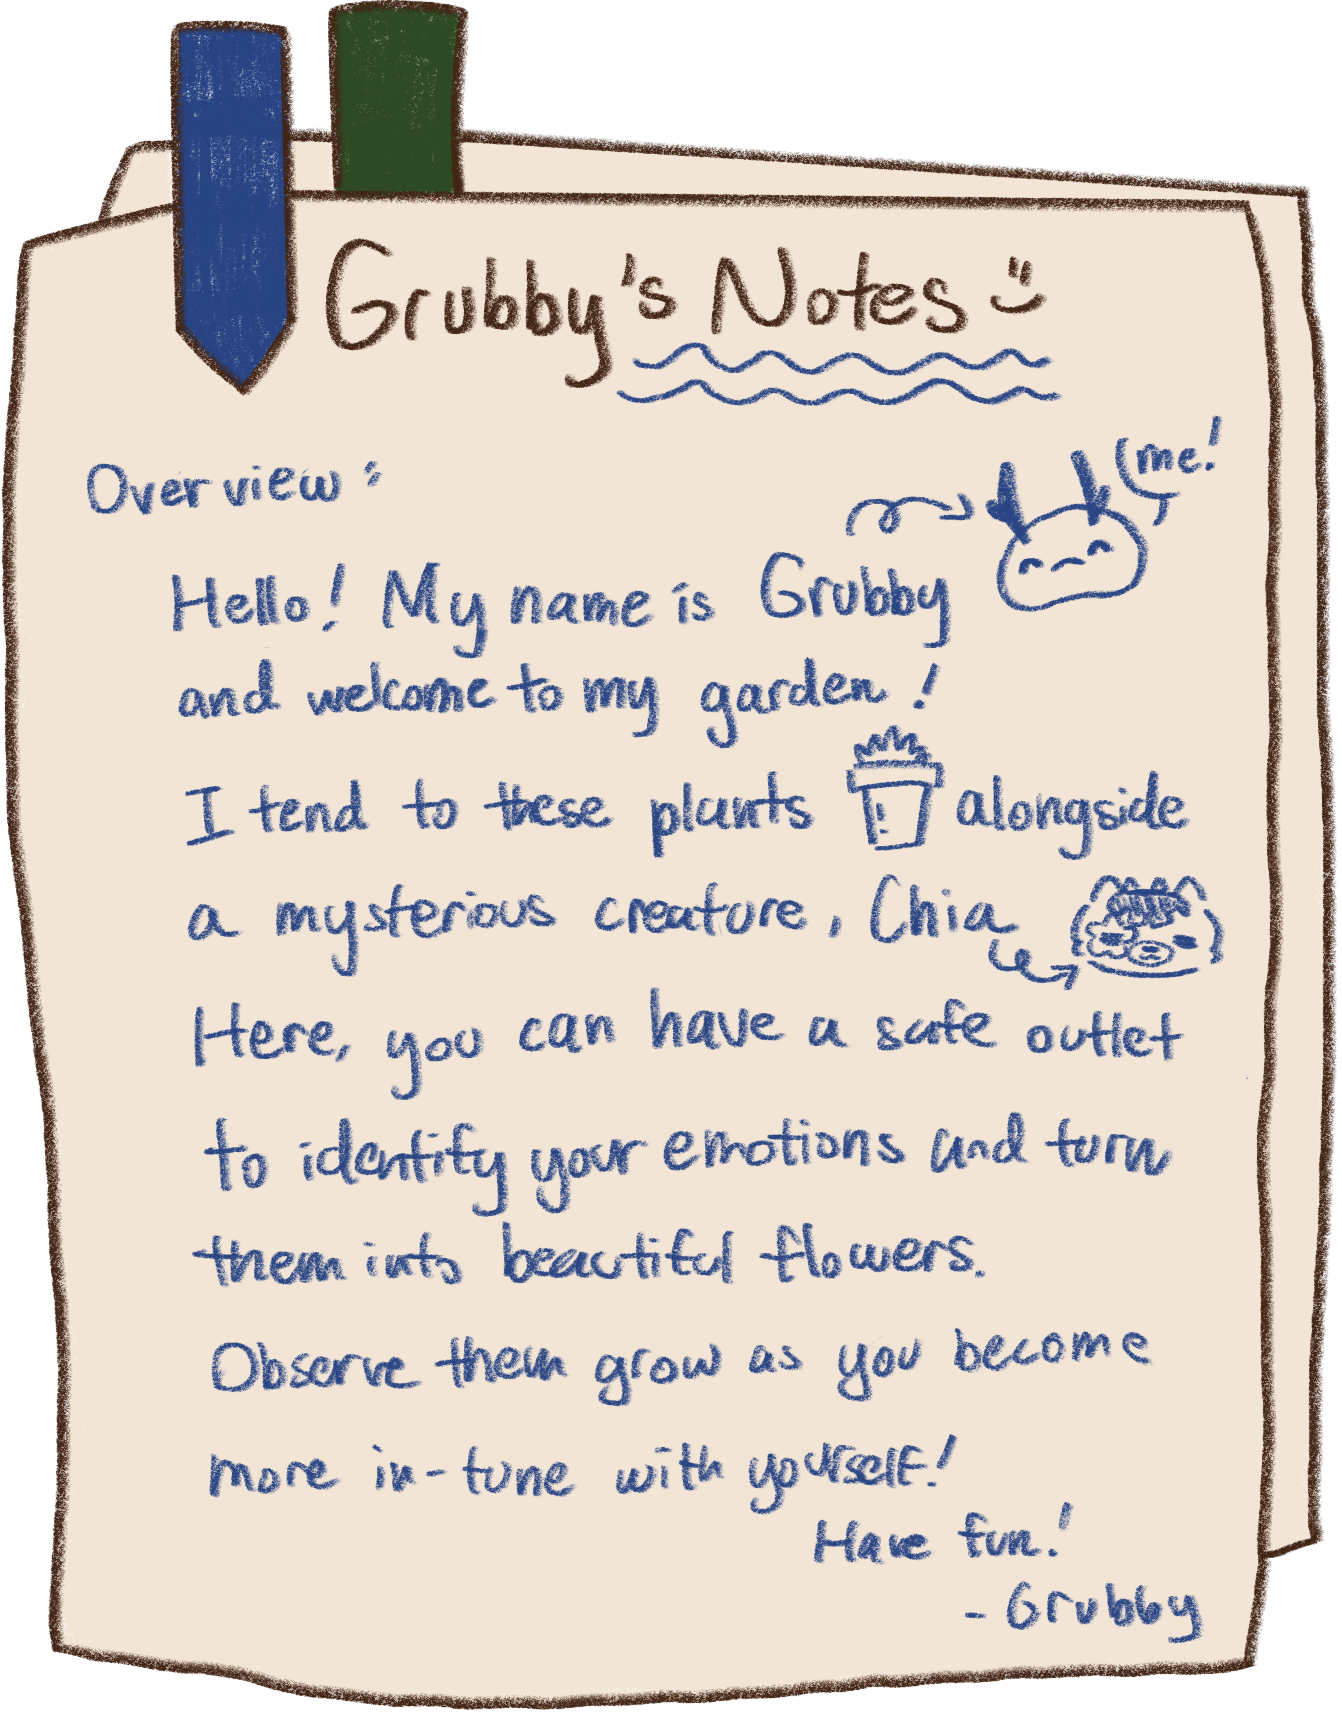 Grubby's Notes
Overview:
me!
Hello! My name is Grubby
and welcome to my garden!
I tend to these plants alongside
a mysterious creature, Chia
Here, you can have a safe outlet
to identify your emotions and turn
them into beautiful flowers.
Observe them grow as you become
more in-tune with yourself!
Have fun!
- Grubby